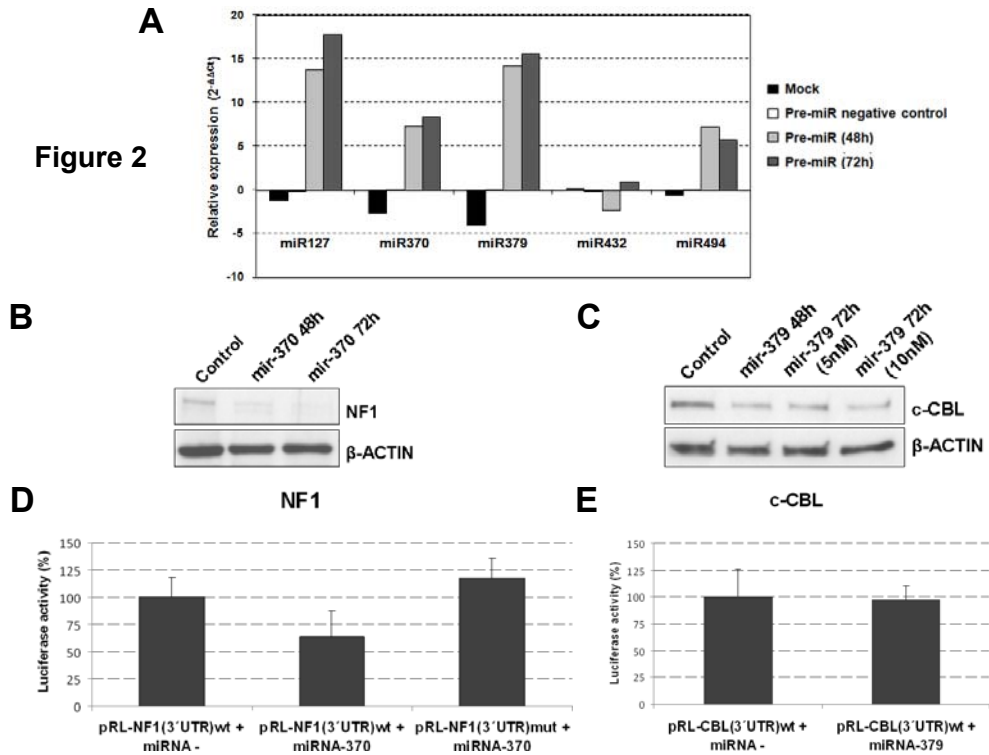 A
Figure 2
Relative expression (2^-ΔΔCt)
20
15
10
5
0
-5
-10
miR127 miR370 miR379 miR432 miR494
Mock
Pre-miR negative control
Pre-miR (48h)
Pre-miR (72h)
B
Control mir-370 48h mir-370 72h
NF1
β-ACTIN
C
Control mir-379 48h mir-379 72h (5nM) mir-379 72h (10nM)
c-CBL
β-ACTIN
D
NF1
Luciferase activity (%)
150
125
100
75
50
25
0
pRL-NF1(3´UTR)wt + pRL-NF1(3´UTR)wt + pRL-NF1(3´UTR)mut +
miRNA - miRNA-370 miRNA-370
E
c-CBL
Luciferase activity (%)
150
125
100
75
50
25
0
pRL-CBL(3´UTR)wt + pRL-CBL(3´UTR)wt +
miRNA - miRNA-379